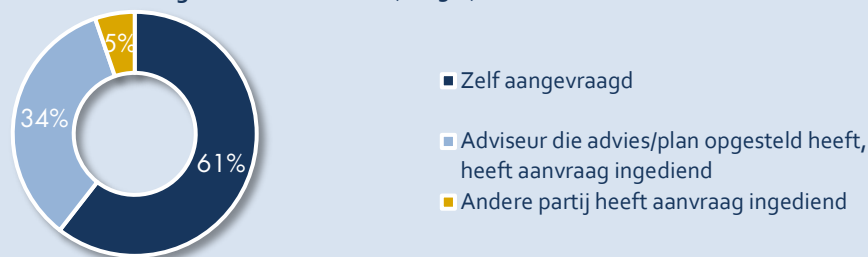 5%
34%
61%
Zelf aangevraagd
Adviseur die advies/plan opgesteld heeft,
heeft aanvraag ingediend
Andere partij heeft aanvraag ingediend